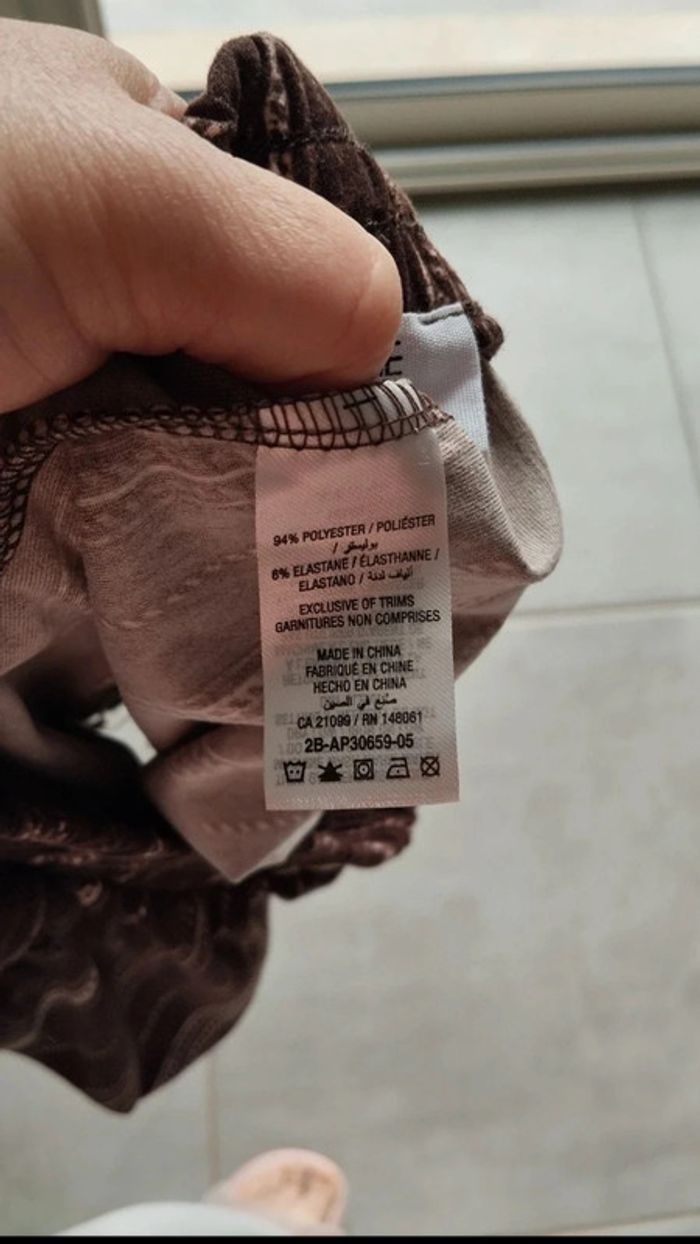 94% POLYESTER / POLIÉSTER
/ بوليستر
6% ELASTANE / ÉLASTHANNE /
ELASTANO / ألياف لدنة
EXCLUSIVE OF TRIMS
GARNITURES NON COMPRISES
MADE IN CHINA
FABRIQUÉ EN CHINE
HECHO EN CHINA
صنع في الصين
CA 21099 / RN 148061
2B-AP30659-05